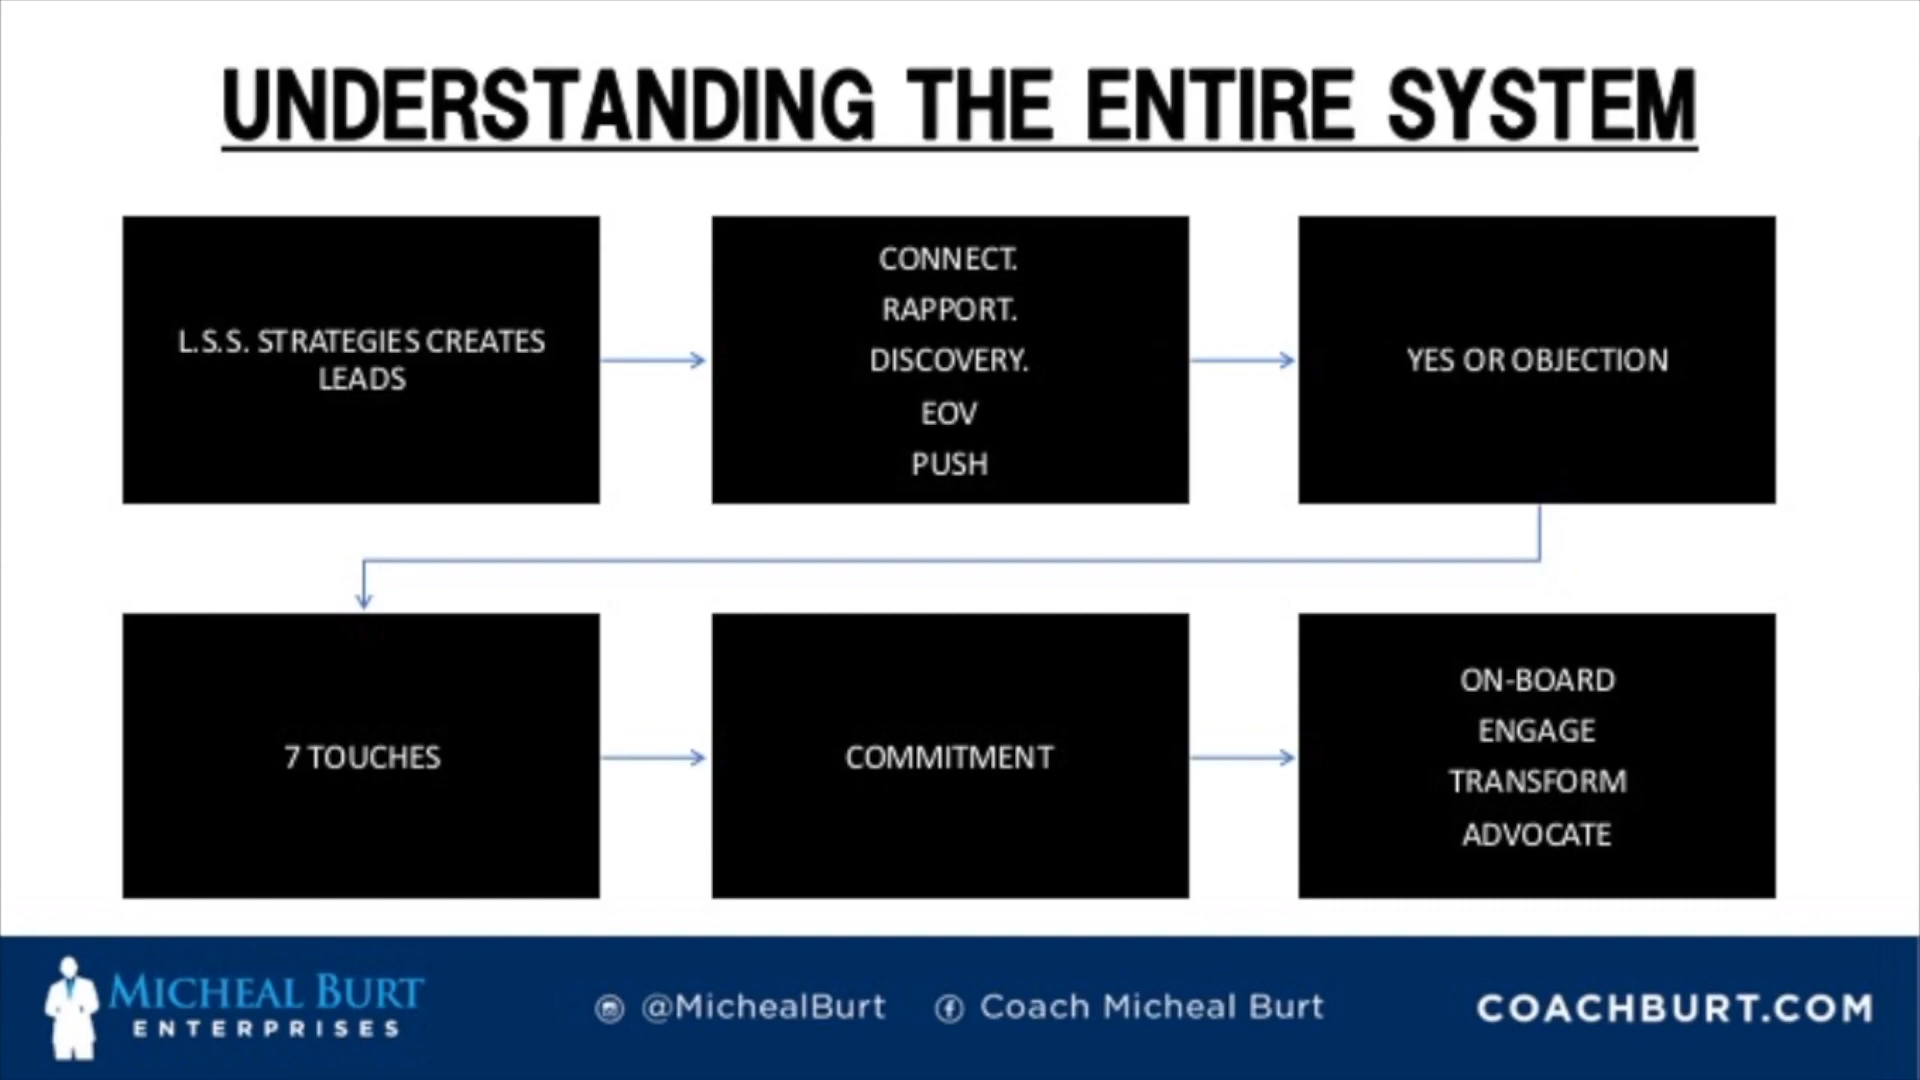 UNDERSTANDING THE ENTIRE SYSTEM
L.S.S. STRATEGIES CREATES
LEADS
CONNECT.
RAPPORT.
DISCOVERY.
EOV
PUSH
YES OR OBJECTION
7 TOUCHES
COMMITMENT
ON-BOARD
ENGAGE
TRANSFORM
ADVOCATE
MICHEAL BURT
ENTERPRISES
@MichealBurt
Coach Micheal Burt
COACHBURT.COM